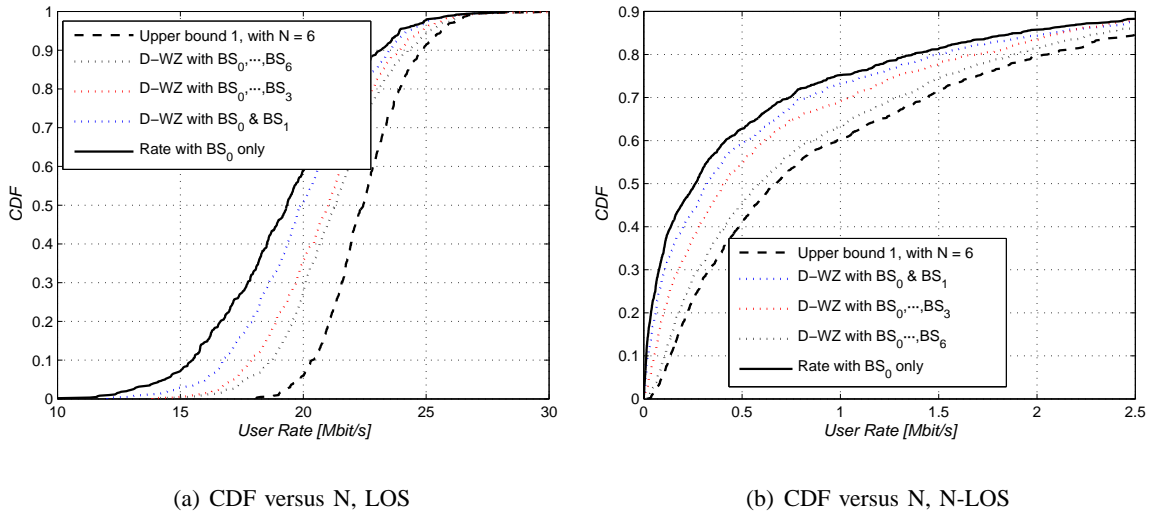 1
0.9
0.8
0.7
0.6
0.5
0.4
0.3
0.2
0.1
0
CDF
Upper bound 1, with N = 6
D−WZ with BS0,···,BS6
D−WZ with BS0,···,BS3
D−WZ with BS0 & BS1
Rate with BS0 only
10 15 20 25 30
User Rate [Mbit/s]
(a) CDF versus N, LOS
0.9
0.8
0.7
0.6
0.5
0.4
0.3
0.2
0.1
0
CDF
Upper bound 1, with N = 6
D−WZ with BS0 & BS1
D−WZ with BS0,···,BS3
D−WZ with BS0···,BS6
Rate with BS0 only
0 0.5 1 1.5 2 2.5
User Rate [Mbit/s]
(b) CDF versus N, N-LOS